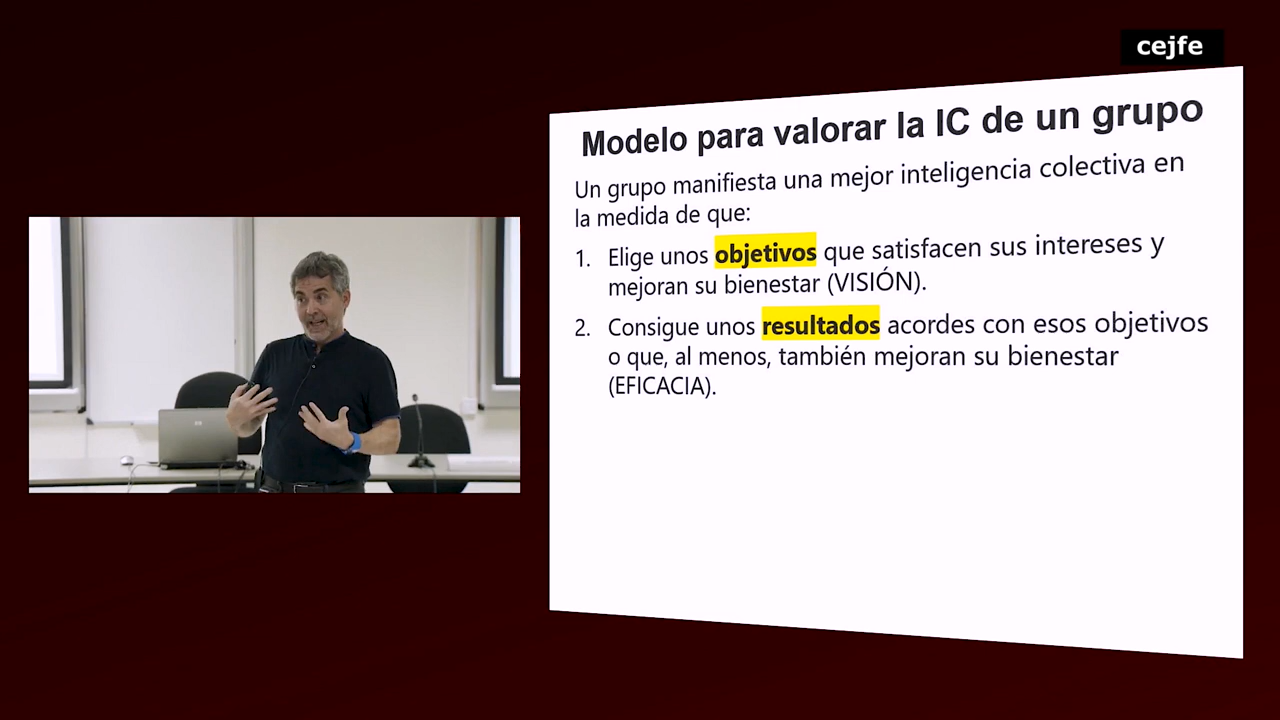 cejfe
Modelo para valorar la IC de un grupo
Un grupo manifiesta una mejor inteligencia colectiva en
la medida de que:
1. Elige unos objetivos que satisfacen sus intereses y
mejoran su bienestar (VISIÓN).
2. Consigue unos resultados acordes con esos objetivos
o que, al menos, también mejoran su bienestar
(EFICACIA).